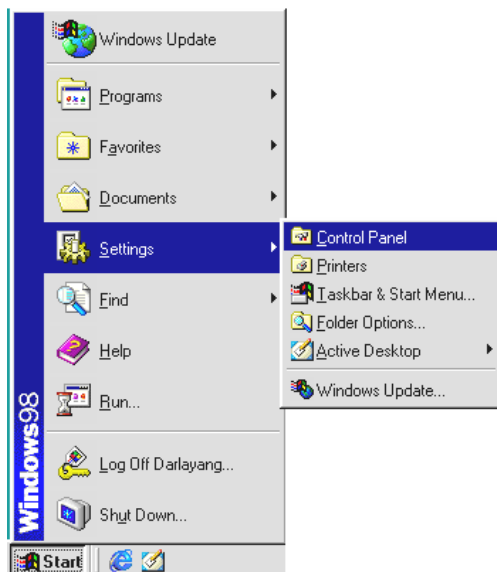 Windows Update
Programs
Favorites
Documents
Settings
Find
Help
Run...
Log Off Darlayang...
Shut Down...
Control Panel
Printers
Taskbar & Start Menu...
Folder Options...
Active Desktop
Windows Update...
Windows98
Start